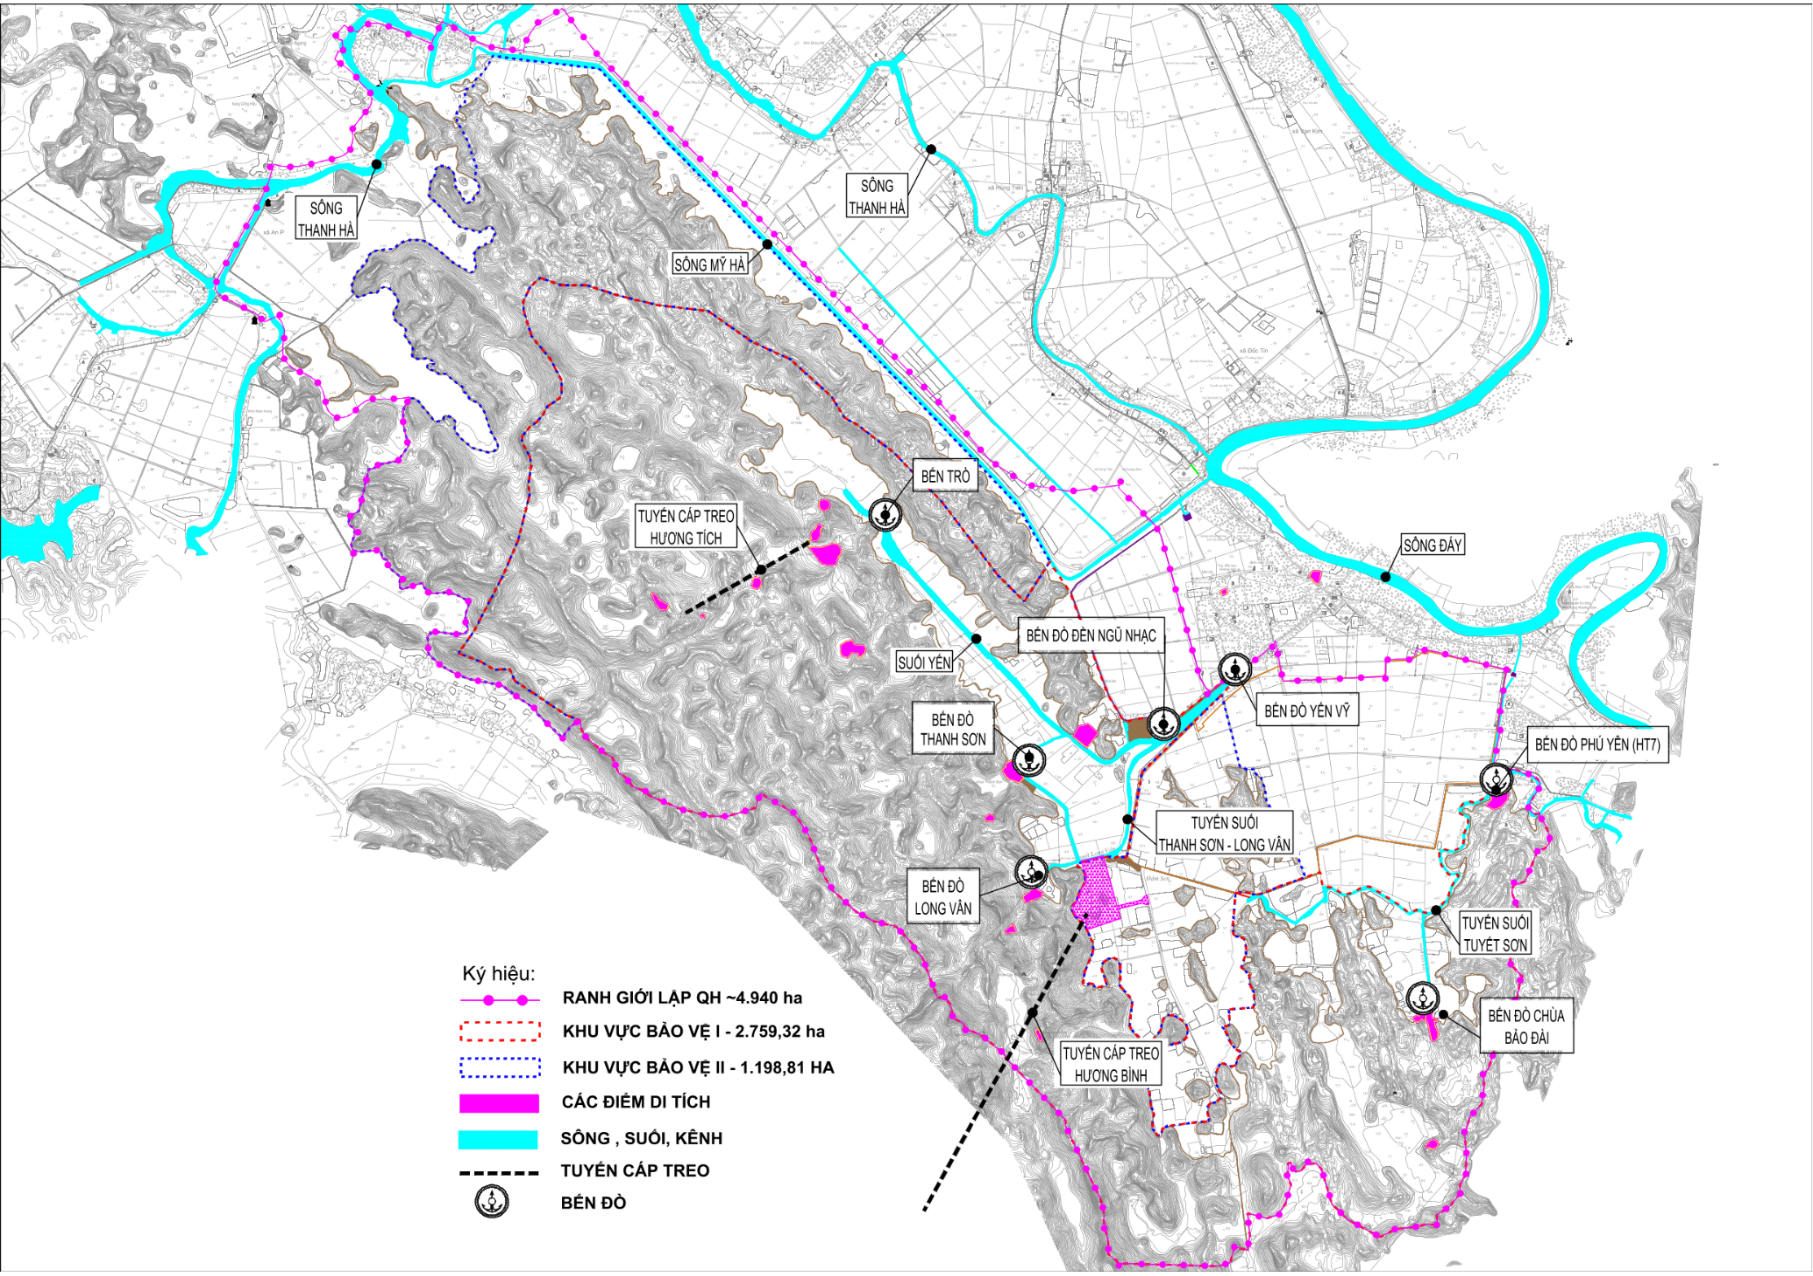 SÔNG
THANH HÀ
SÔNG
THANH HÀ
SÔNG MỸ HÀ
xã Đốc Tín
BẾN TRÒ
TUYẾN CÁP TREO
HƯƠNG TÍCH
SÔNG ĐÁY
BẾN ĐÒ ĐỀN NGŨ NHẠC
SUỐI YẾN
BẾN ĐÒ YẾN VỸ
BẾN ĐÒ
THANH SƠN
BẾN ĐÒ PHÚ YÊN (HT7)
TUYẾN SUỐI
THANH SƠN - LONG VÂN
BẾN ĐÒ
LONG VÂN
TUYẾN SUỐI
TUYẾT SƠN
BẾN ĐÒ CHÙA
BẢO ĐÀI
TUYẾN CÁP TREO
HƯƠNG BÌNH
Ký hiệu:
RANH GIỚI LẬP QH ~4.940 ha
KHU VỰC BẢO VỆ I - 2.759,32 ha
KHU VỰC BẢO VỆ II - 1.198,81 HA
CÁC ĐIỂM DI TÍCH
SÔNG , SUỐI, KÊNH
TUYẾN CÁP TREO
BẾN ĐÒ